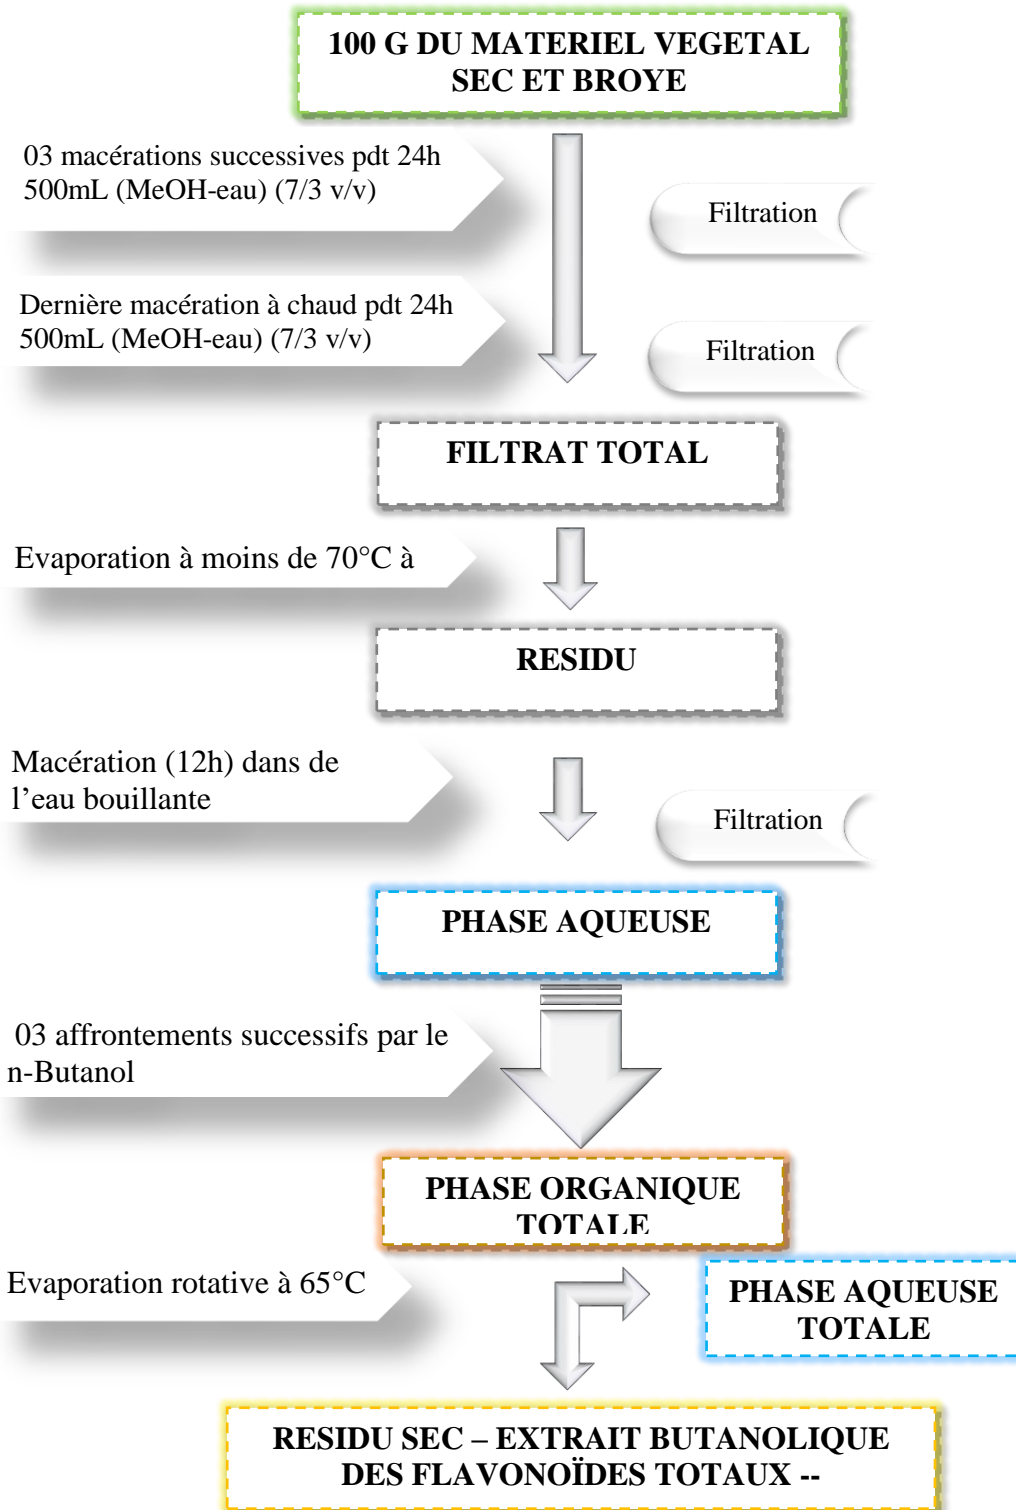 100 G DU MATERIEL VEGETAL
SEC ET BROYE
03 macérations successives pdt 24h
500mL (MeOH-eau) (7/3 v/v)
Filtration
Dernière macération à chaud pdt 24h
500mL (MeOH-eau) (7/3 v/v)
Filtration
FILTRAT TOTAL
Evaporation à moins de 70°C à
RESIDU
Macération (12h) dans de
l’eau bouillante
Filtration
PHASE AQUEUSE
03 affrontements successifs par le
n-Butanol
PHASE ORGANIQUE
TOTALE
Evaporation rotative à 65°C
PHASE AQUEUSE
TOTALE
RESIDU SEC – EXTRAIT BUTANOLIQUE
DES FLAVONOÏDES TOTAUX --